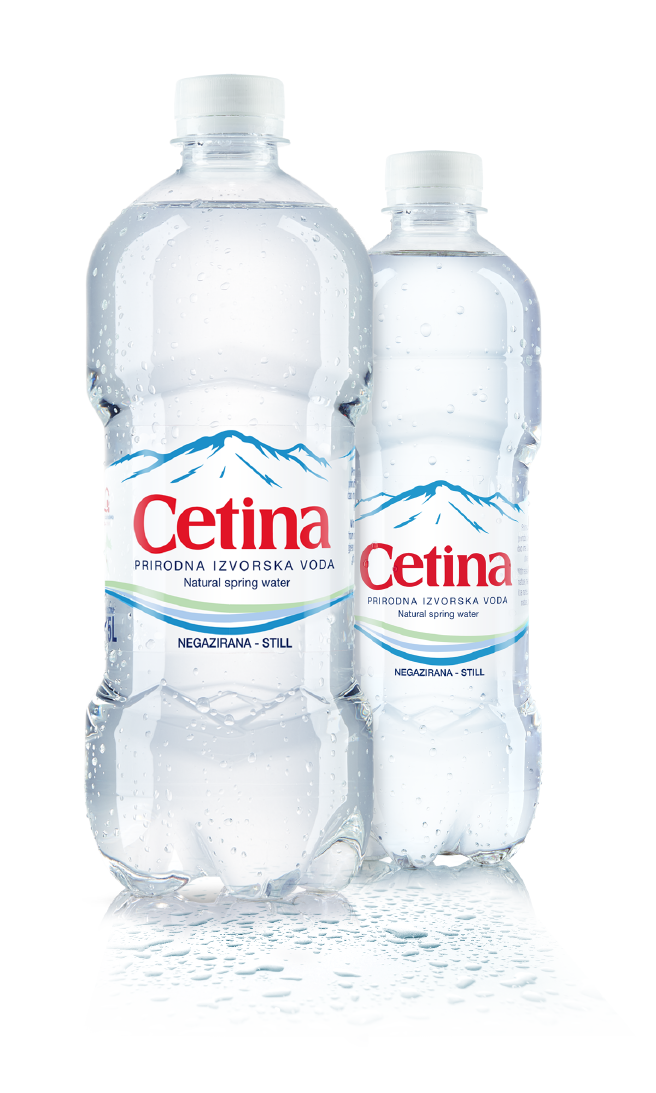 Cetina
PRIRODNA IZVORSKA VODA
Natural spring water
NEGAZIRANA - STILL
Cetina
PRIRODNA IZVORSKA VODA
Natural spring water
NEGAZIRANA - STILL